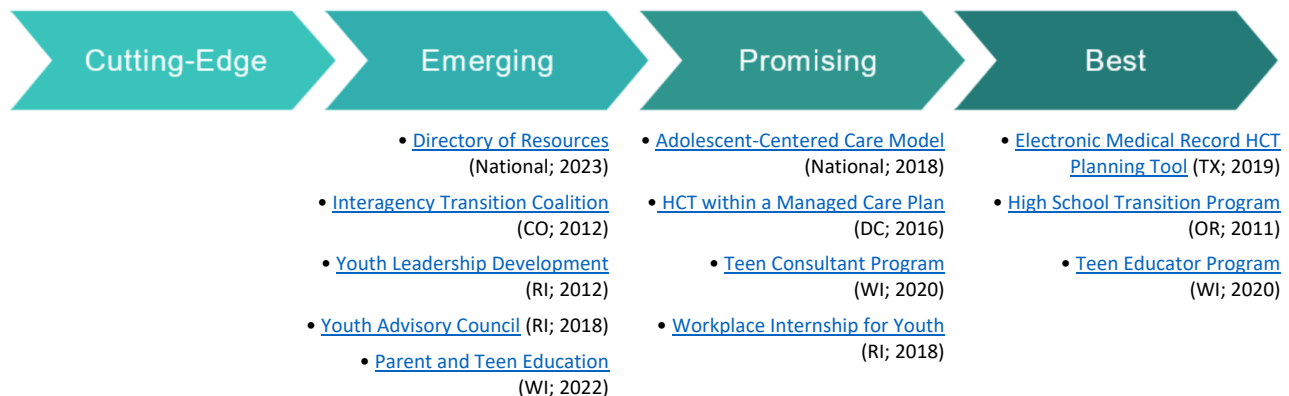 Cutting-Edge
Emerging
Promising
Best
• Directory of Resources
(National; 2023)
• Interagency Transition Coalition
(CO; 2012)
• Youth Leadership Development
(RI; 2012)
• Youth Advisory Council (RI; 2018)
• Parent and Teen Education
(WI; 2022)
• Adolescent-Centered Care Model
(National; 2018)
• HCT within a Managed Care Plan
(DC; 2016)
• Teen Consultant Program
(WI; 2020)
• Workplace Internship for Youth
(RI; 2018)
• Electronic Medical Record HCT
Planning Tool (TX; 2019)
• High School Transition Program
(OR; 2011)
• Teen Educator Program
(WI; 2020)